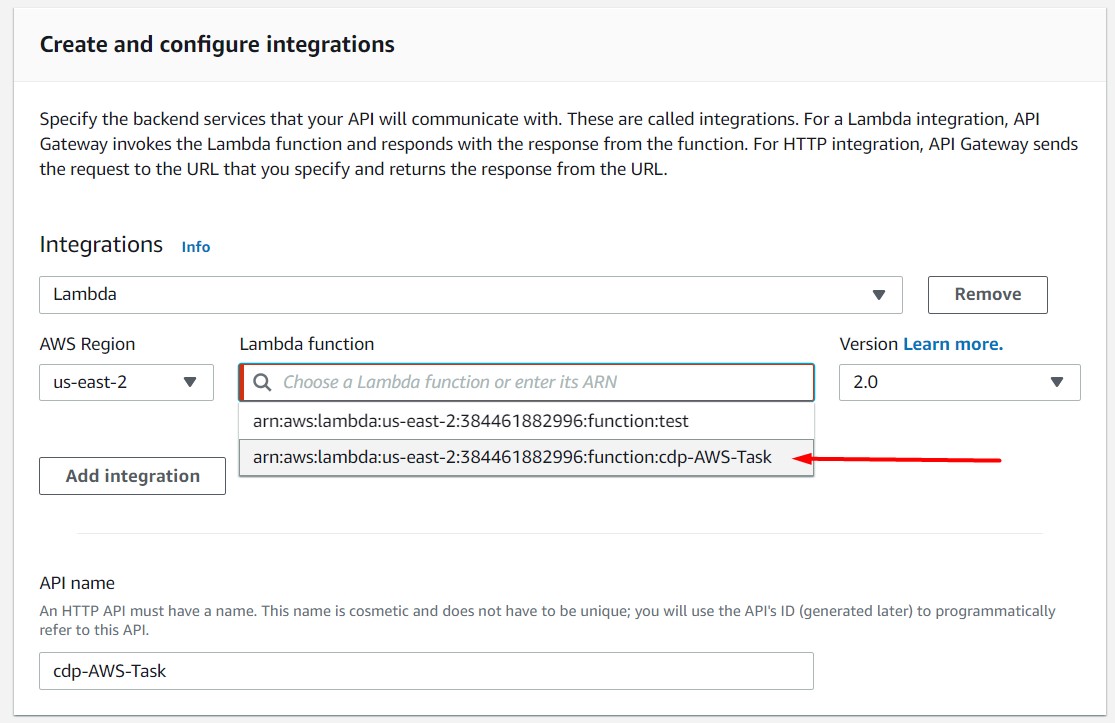 Create and configure integrations
Specify the backend services that your API will communicate with. These are called integrations. For a Lambda integration, API
Gateway invokes the Lambda function and responds with the response from the function. For HTTP integration, API Gateway sends
the request to the URL that you specify and returns the response from the URL.
Integrations Info
Lambda
Remove
AWS Region
Lambda function
Version Learn more.
us-east-2
Choose a Lambda function or enter its ARN
2.0
arn:aws:lambda:us-east-2:384461882996:function:test
arn:aws:lambda:us-east-2:384461882996:function:cdp-AWS-Task
Add integration
API name
An HTTP API must have a name. This name is cosmetic and does not have to be unique; you will use the API's ID (generated later) to programmatically
refer to this API.
cdp-AWS-Task